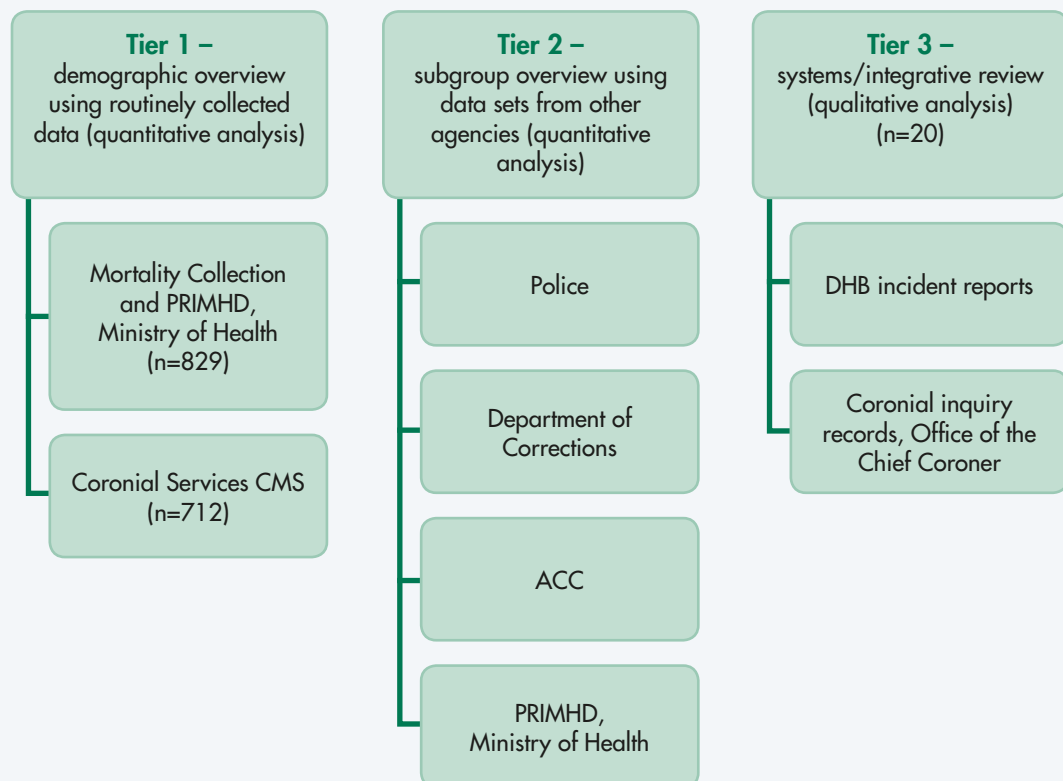 Tier 1 –
demographic overview
using routinely collected
data (quantitative analysis)
Mortality Collection
and PRIMHD,
Ministry of Health
(n=829)
Coronial Services CMS
(n=712)
Tier 2 –
subgroup overview using
data sets from other
agencies (quantitative
analysis)
Police
Department of
Corrections
ACC
PRIMHD,
Ministry of Health
Tier 3 –
systems/integrative review
(qualitative analysis)
(n=20)
DHB incident reports
Coronial inquiry
records, Office of the
Chief Coroner